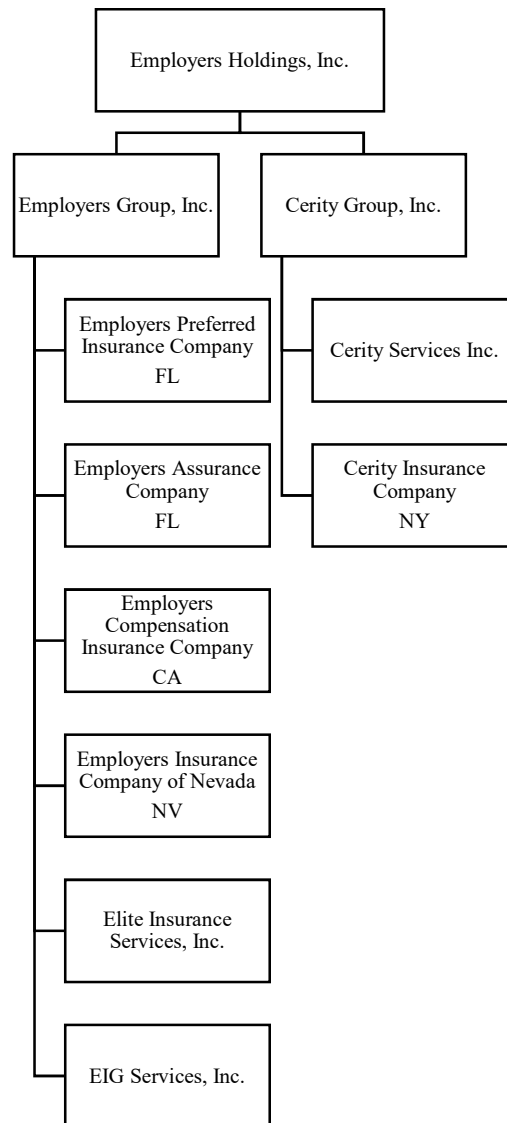 Employers Holdings, Inc.
Employers Group, Inc.
Cerity Group, Inc.
Employers Preferred
Insurance Company
FL
Cerity Services Inc.
Employers Assurance
Company
FL
Cerity Insurance
Company
NY
Employers
Compensation
Insurance Company
CA
Employers Insurance
Company of Nevada
NV
Elite Insurance
Services, Inc.
EIG Services, Inc.